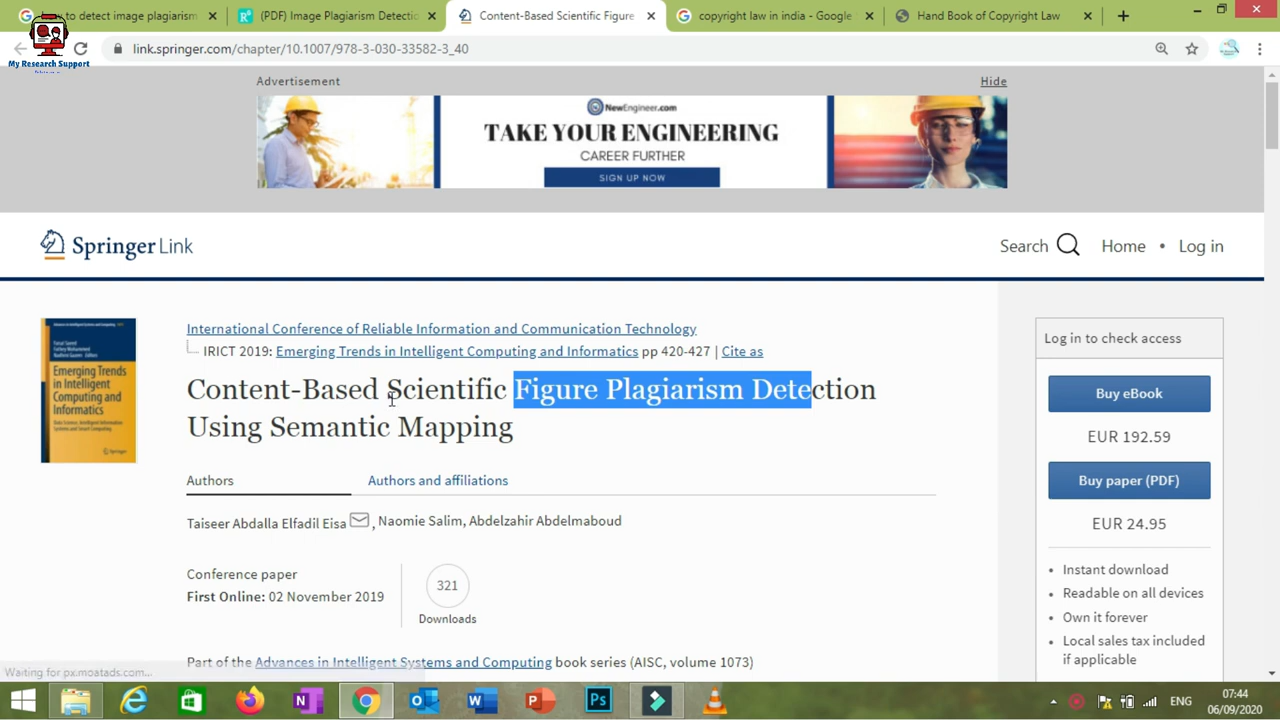 how to detect image plagiarism
(PDF) Image Plagiarism Detectio
Content-Based Scientific Figure
copyright law in india - Google
Hand Book of Copyright Law
link.springer.com/chapter/10.1007/978-3-030-33582-3_40
My Research Support
Advertisement
Hide
NewEngineer.com
TAKE YOUR ENGINEERING
CAREER FURTHER
SIGN UP NOW
Springer Link
Search
Home • Log in
International Conference of Reliable Information and Communication Technology
IRICT 2019: Emerging Trends in Intelligent Computing and Informatics pp 420-427 | Cite as
Content-Based Scientific Figure Plagiarism Detection
Using Semantic Mapping
Emerging Trends
in Intelligent
Computing and
Informatics
Springer
Authors
Authors and affiliations
Taiseer Abdalla Elfadil Eisa , Naomie Salim, Abdelzahir Abdelmaboud
Conference paper
First Online: 02 November 2019
321
Downloads
Part of the Advances in Intelligent Systems and Computing book series (AISC, volume 1073)
Log in to check access
Buy eBook
EUR 192.59
Buy paper (PDF)
EUR 24.95
• Instant download
• Readable on all devices
• Own it forever
• Local sales tax included
if applicable
Waiting for px.moatads.com...
ENG
07:44
06/09/2020